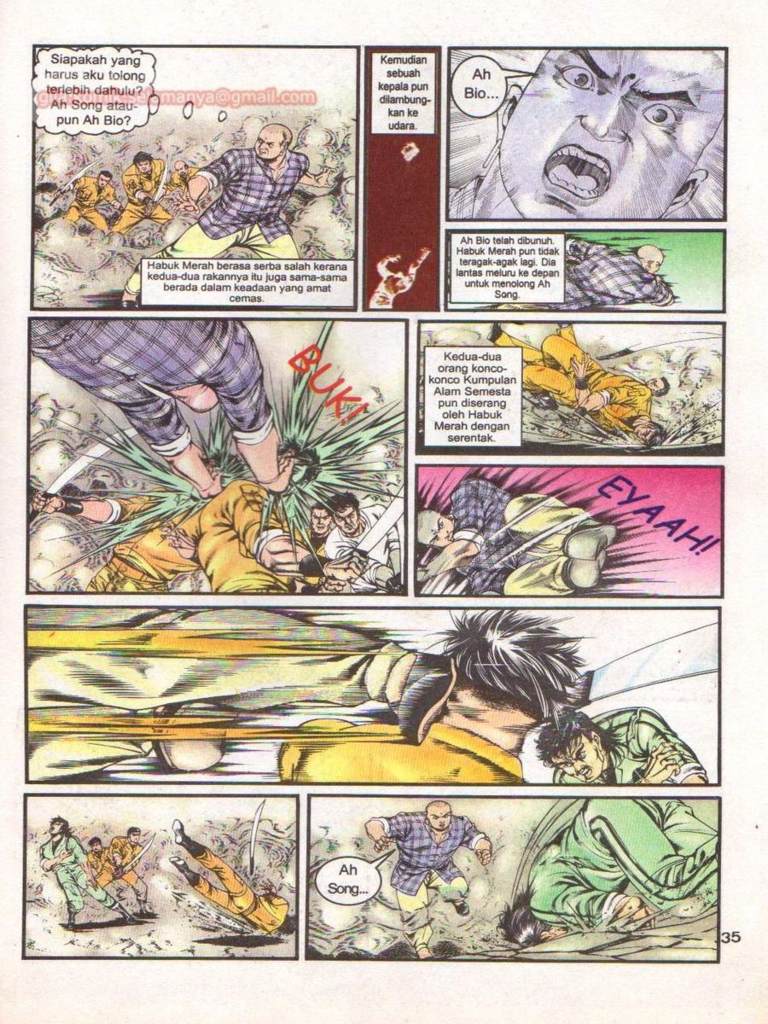 Siapakah yang
harus aku tolong
terlebih dahulu?
Ah Song atau-
pun Ah Bio?
Habuk Merah berasa serba salah kerana
kedua-dua rakannya itu juga sama-sama
berada dalam keadaan yang amat
cemas.
Kemudian
sebuah
kepala pun
dilambung-
kan ke
udara.
Ah
Bio...
Ah Bio telah dibunuh.
Habuk Merah pun tidak
teragak-agak lagi. Dia
lantas meluru ke depan
untuk menolong Ah
Song.
BUK!
Kedua-dua
orang konco-
konco Kumpulan
Alam Semesta
pun diserang
oleh Habuk
Merah dengan
serentak.
EYAAH!
Ah
Song...
35